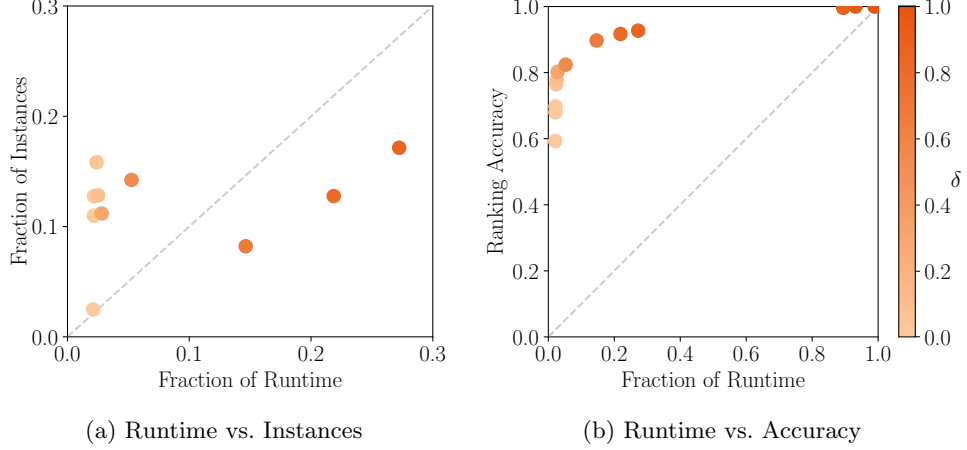 0.3
0.2
0.1
0.0
Fraction of Instances
0.0 0.1 0.2 0.3
Fraction of Runtime
(a) Runtime vs. Instances
1.0
0.8
0.6
0.4
0.2
0.0
Ranking Accuracy
0.0 0.2 0.4 0.6 0.8 1.0
Fraction of Runtime
(b) Runtime vs. Accuracy
δ
1.0
0.8
0.6
0.4
0.2
0.0